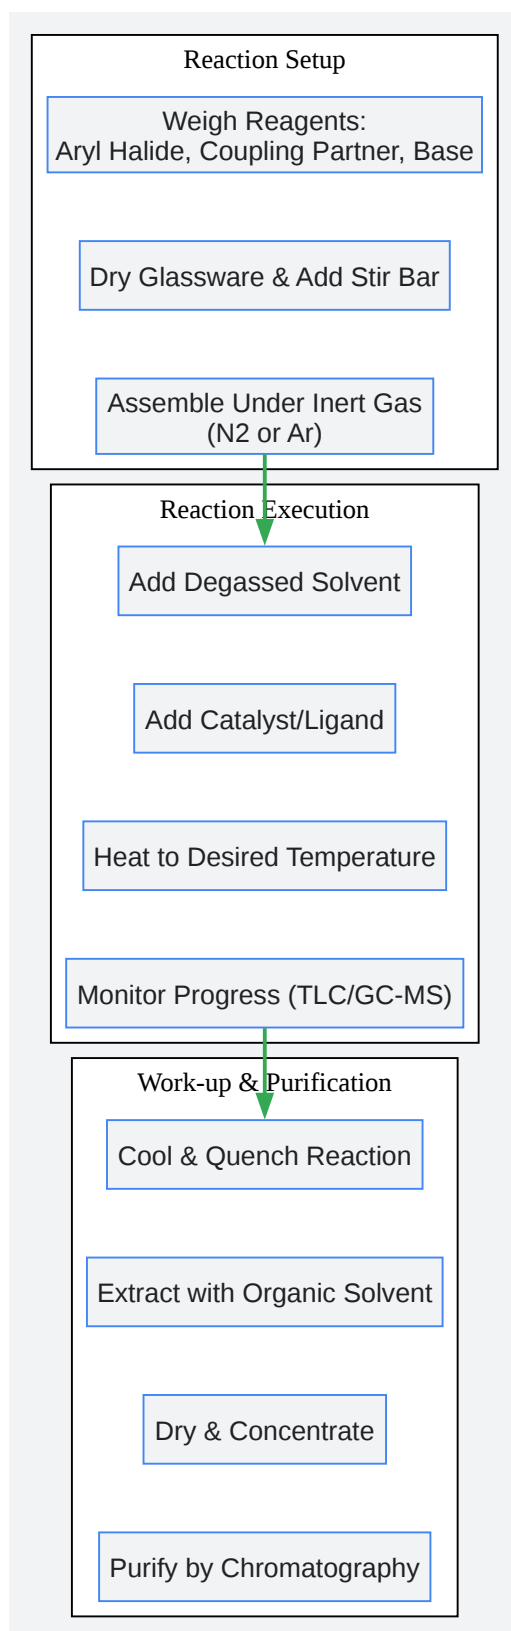 Reaction Setup
Weigh Reagents:
Aryl Halide, Coupling Partner, Base
Dry Glassware & Add Stir Bar
Assemble Under Inert Gas
(N2 or Ar)
Reaction Execution
Add Degassed Solvent
Add Catalyst/Ligand
Heat to Desired Temperature
Monitor Progress (TLC/GC-MS)
Work-up & Purification
Cool & Quench Reaction
Extract with Organic Solvent
Dry & Concentrate
Purify by Chromatography